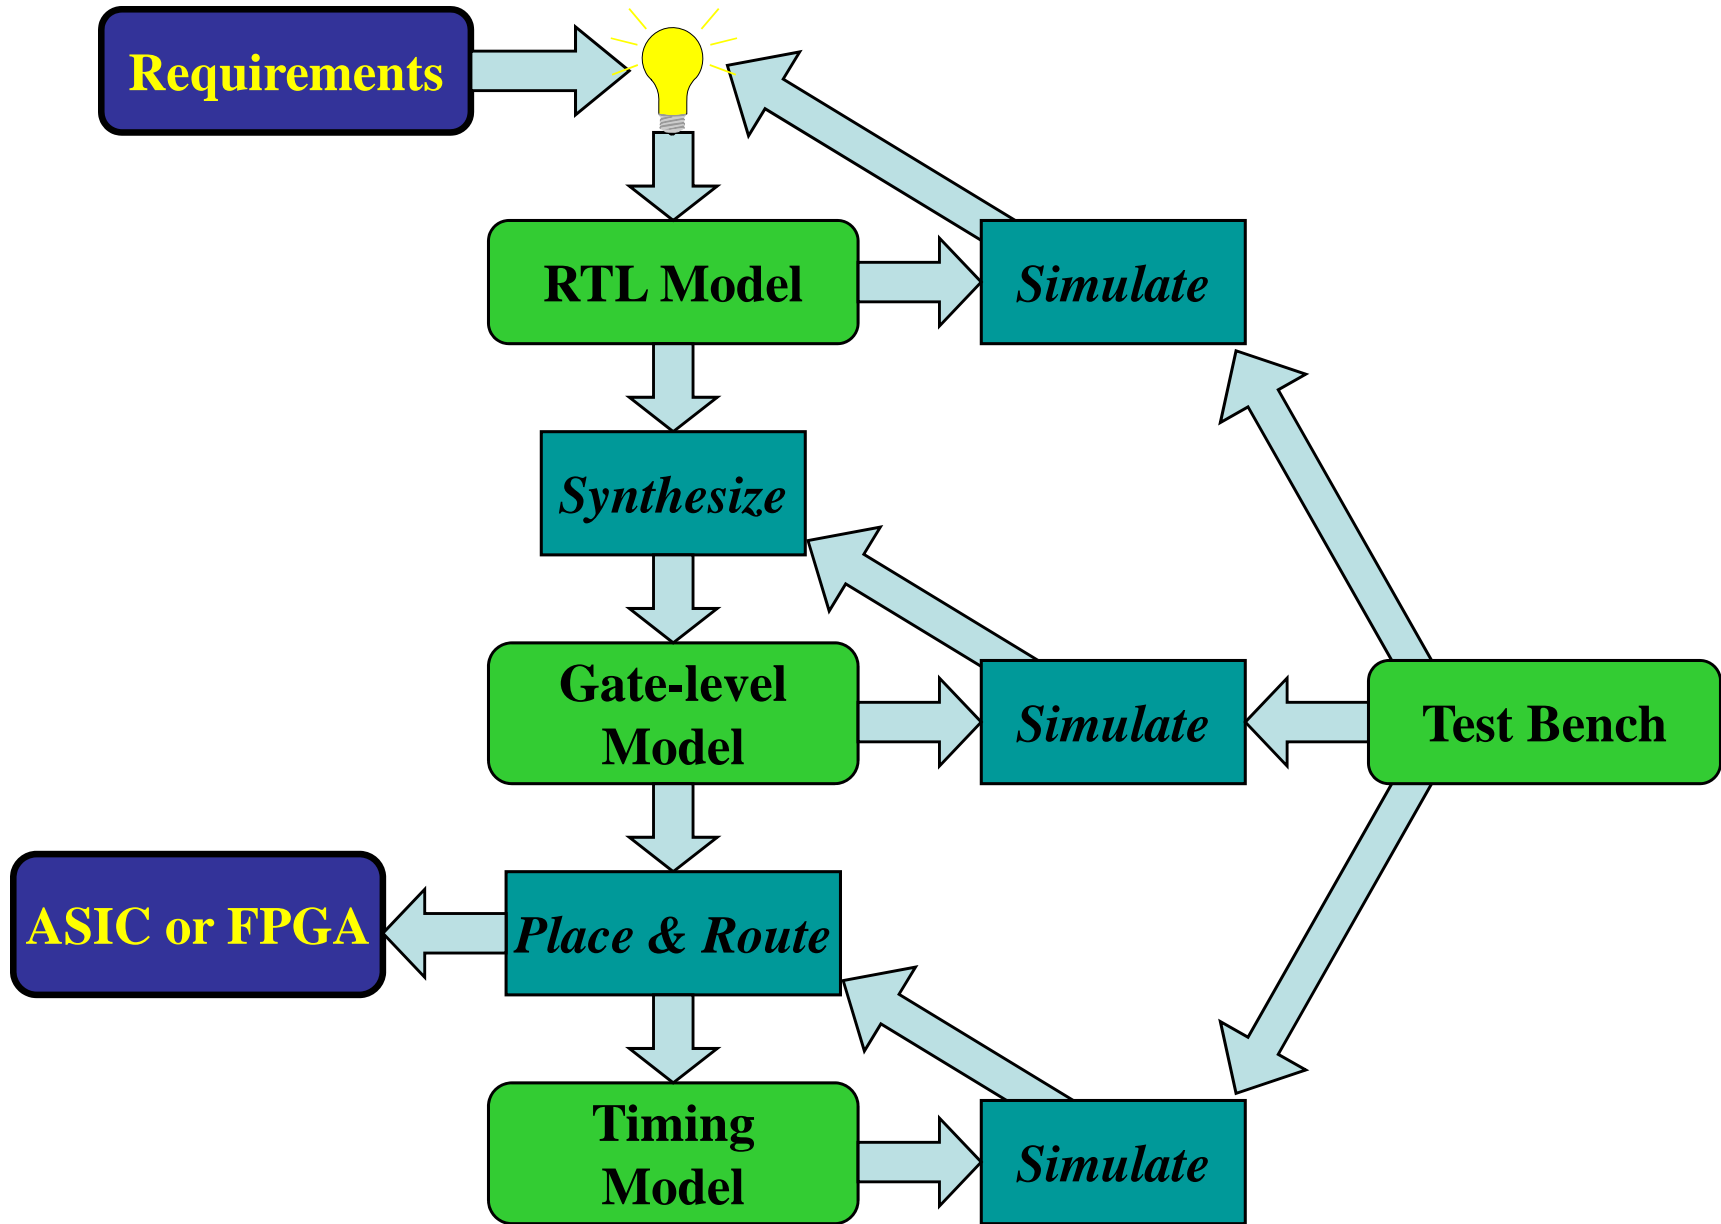 Requirements
RTL Model
Simulate
Synthesize
Gate-level
Model
Simulate
Test Bench
ASIC or FPGA
Place & Route
Timing
Model
Simulate